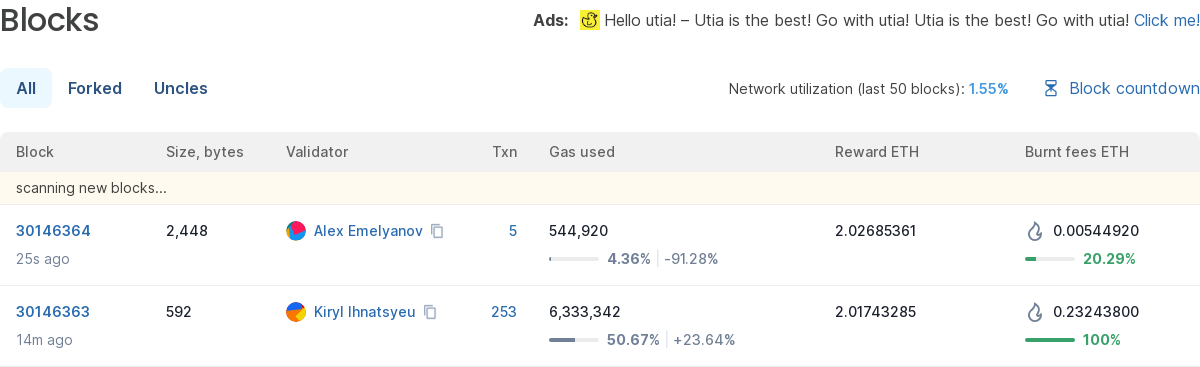 Blocks
Ads: Hello utia! – Utia is the best! Go with utia! Utia is the best! Go with utia! Click me!
All Forked Uncles Network utilization (last 50 blocks): 1.55% Block countdown
Block Size, bytes Validator Txn Gas used Reward ETH Burnt fees ETH
scanning new blocks...
30146364 2,448 Alex Emelyanov 5 544,920 2.02685361 0.00544920
25s ago 4.36% -91.28% 20.29%
30146363 592 Kiryl Ihnatsyeu 253 6,333,342 2.01743285 0.23243800
14m ago 50.67% +23.64% 100%